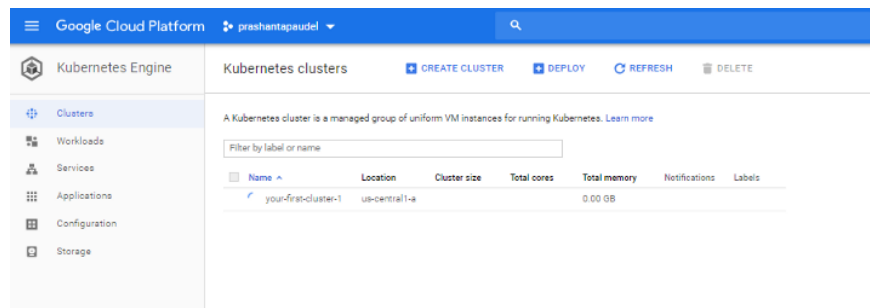 Google Cloud Platform prashantapaudel
Kubernetes Engine Kubernetes clusters CREATE CLUSTER DEPLOY REFRESH DELETE
Clusters
Workloads
Services
Applications
Configuration
Storage
A Kubernetes cluster is a managed group of uniform VM instances for running Kubernetes. Learn more
Filter by label or name
Name Location Cluster size Total cores Total memory Notifications Labels
your-first-cluster-1 us-central1-a 0.00 GB